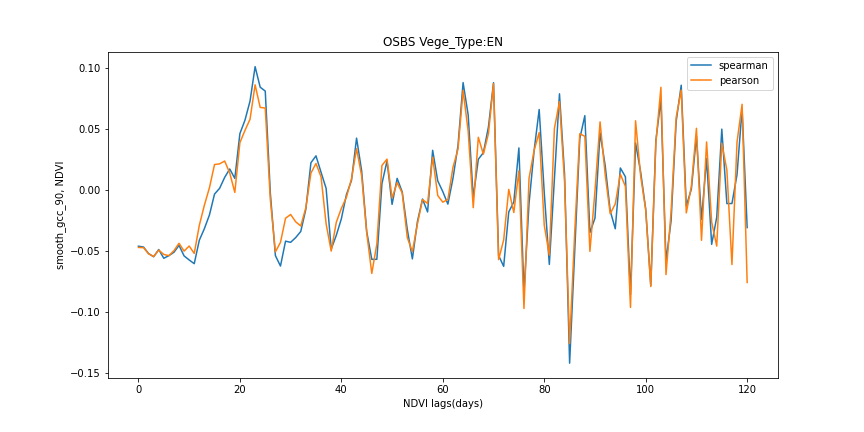 OSBS Vege_Type:EN
spearman
pearson
smooth_gcc_90, NDVI
0.10
0.05
0.00
−0.05
−0.10
−0.15
0 20 40 60 80 100 120
NDVI lags(days)